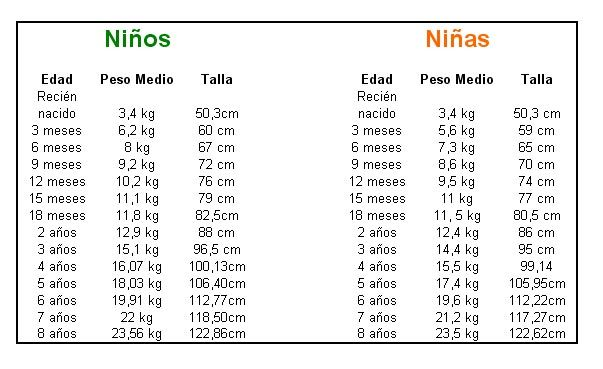 Niños Niñas
Edad Peso Medio Talla Edad Peso Medio Talla
Recién Recién
nacido 3,4 kg 50,3cm nacido 3,4 kg 50,3 cm
3 meses 6,2 kg 60 cm 3 meses 5,6 kg 59 cm
6 meses 8 kg 67 cm 6 meses 7,3 kg 65 cm
9 meses 9,2 kg 72 cm 9 meses 8,6 kg 70 cm
12 meses 10,2 kg 76 cm 12 meses 9,5 kg 74 cm
15 meses 11,1 kg 79 cm 15 meses 11 kg 77 cm
18 meses 11,8 kg 82,5cm 18 meses 11, 5 kg 80,5 cm
2 años 12,9 kg 88 cm 2 años 12,4 kg 86 cm
3 años 15,1 kg 96,5 cm 3 años 14,4 kg 95 cm
4 años 16,07 kg 100,13cm 4 años 15,5 kg 99,14
5 años 18,03 kg 106,40cm 5 años 17,4 kg 105,95cm
6 años 19,91 kg 112,77cm 6 años 19,6 kg 112,22cm
7 años 22 kg 118,50cm 7 años 21,2 kg 117,27cm
8 años 23,56 kg 122,86cm 8 años 23,5 kg 122,62cm